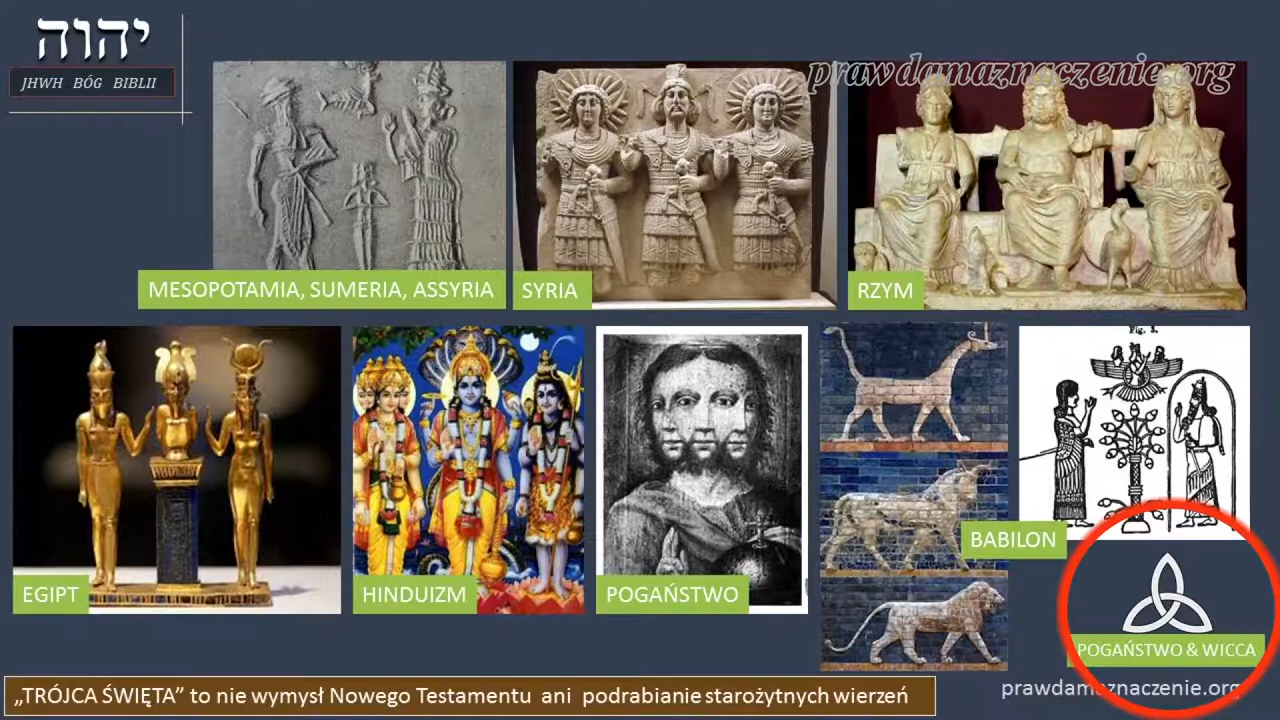 יהוה
JHWH BÓG BIBLII
prawdamaznaczenie.org
MESOPOTAMIA, SUMERIA, ASSYRIA
SYRIA
RZYM
Fig. 3.
EGIPT
HINDUIZM
POGAŃSTWO
BABILON
POGAŃSTWO & WICCA
prawdamaznaczenie.org
„TRÓJCA ŚWIĘTA” to nie wymysł Nowego Testamentu ani podrabianie starożytnych wierzeń